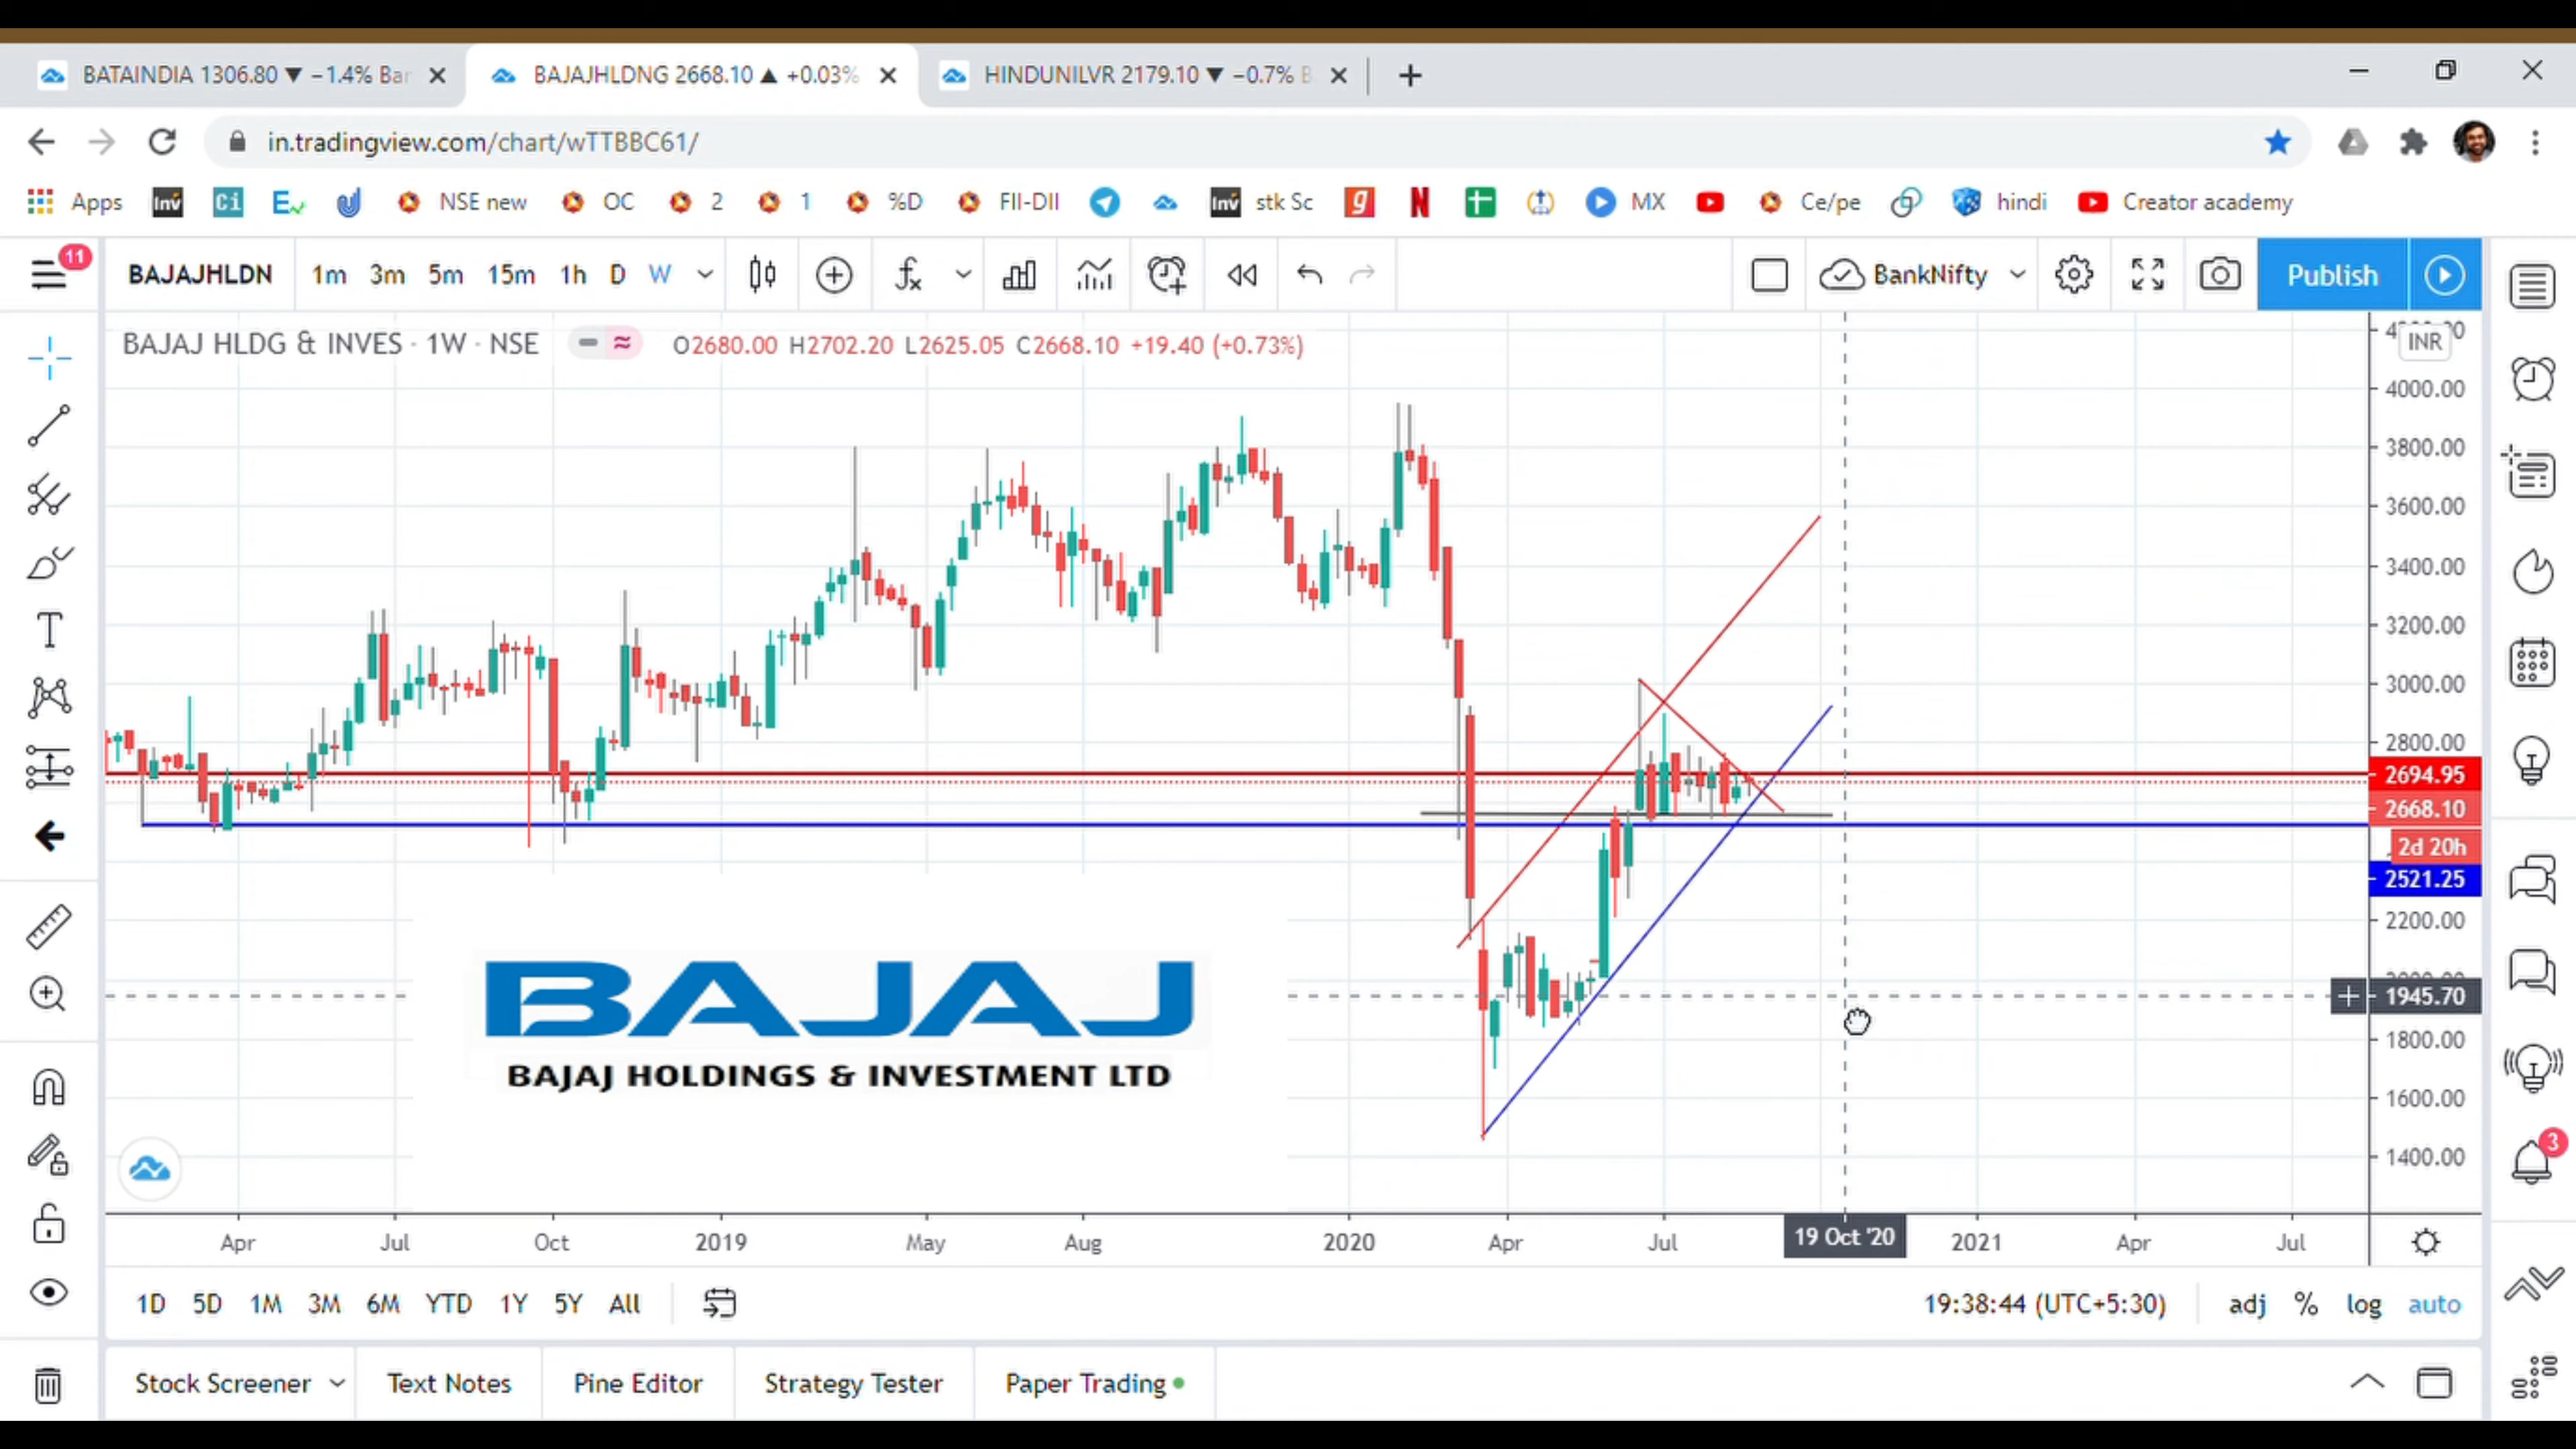 BATAINDIA 1306.80 ▼ −1.4% Bar
BAJAJHLDNG 2668.10 ▲ +0.03%
HINDUNILVR 2179.10 ▼ −0.7% B
in.tradingview.com/chart/wTTBBC61/
Apps Inv Ci E NSE new OC 2 1 %D FII-DII Inv stk Sc g N MX Ce/pe hindi Creator academy
11
BAJAJHLDN 1m 3m 5m 15m 1h D W BankNifty Publish
BAJAJ HLDG & INVES · 1W · NSE O2680.00 H2702.20 L2625.05 C2668.10 +19.40 (+0.73%)
INR
4000.00
3800.00
3600.00
3400.00
3200.00
3000.00
2800.00
2694.95
2668.10
2d 20h
2521.25
2200.00
1945.70
1800.00
1600.00
1400.00
BAJAJ
BAJAJ HOLDINGS & INVESTMENT LTD
3
Apr Jul Oct 2019 May Aug 2020 Apr Jul 19 Oct '20 2021 Apr Jul
1D 5D 1M 3M 6M YTD 1Y 5Y All 19:38:44 (UTC+5:30) adj % log auto
Stock Screener Text Notes Pine Editor Strategy Tester Paper Trading